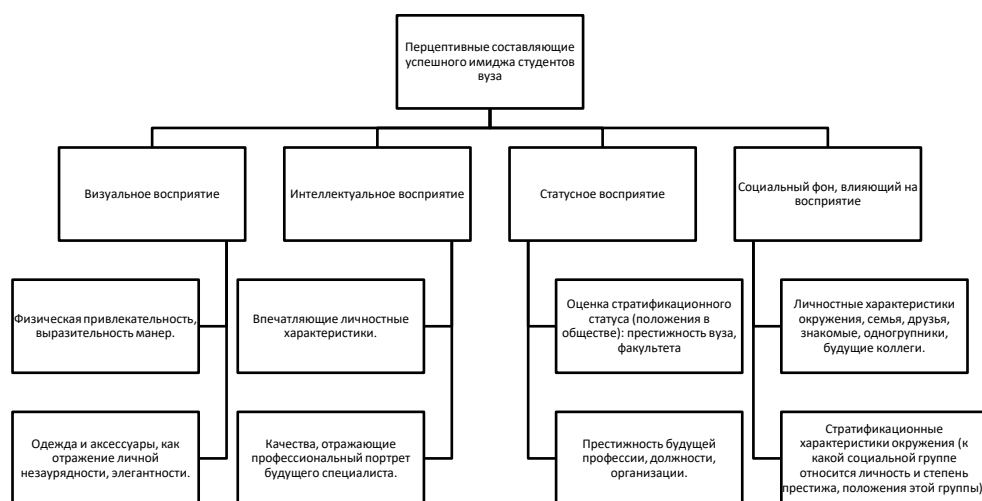 Перцептивные составляющие
успешного имиджа студентов
вуза
Визуальное восприятие
Интеллектуальное восприятие
Статусное восприятие
Социальный фон, влияющий на
восприятие
Физическая привлекательность,
выразительность манер.
Впечатляющие личностные
характеристики.
Оценка стратификационного
статуса (положения в
обществе): престижность вуза,
факультета
Личностные характеристики
окружения, семья, друзья,
знакомые, одногрупники,
будущие коллеги.
Одежда и аксессуары, как
отражение личной
незаурядности, элегантности.
Качества, отражающие
профессиональный портрет
будущего специалиста.
Престижность будущей
профессии, должности,
организации.
Стратификационные
характеристики окружения (к
какой социальной группе
относится личность и степень
престижа, положения этой группы)